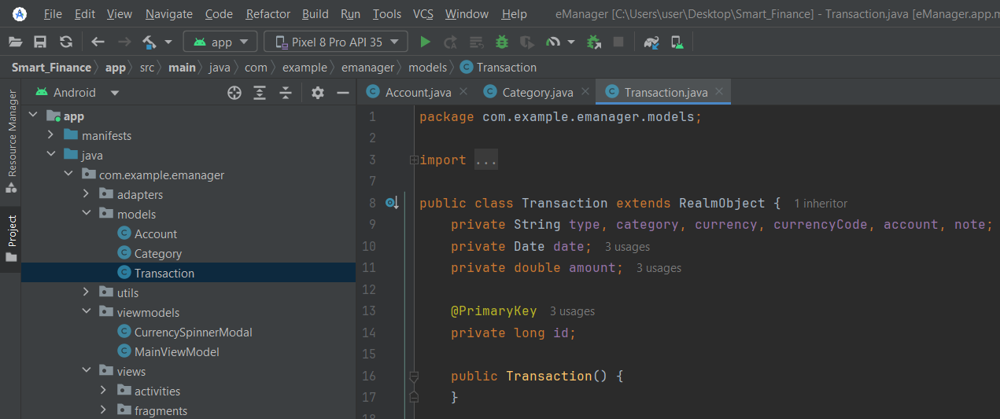 File Edit View Navigate Code Refactor Build Run Tools VCS Window Help eManager [C:\Users\user\Desktop\Smart_Finance] - Transaction.java [eManager.app.m
app Pixel 8 Pro API 35
Smart_Finance app src main java com example emanager models Transaction
Resource Manager
Project
Android
app
manifests
java
com.example.emanager
adapters
models
Account
Category
Transaction
utils
viewmodels
CurrencySpinnerModal
MainViewModel
views
activities
fragments
Account.java Category.java Transaction.java
1 package com.example.emanager.models;
2
3 import ...
7
8 public class Transaction extends RealmObject { 1 inheritor
9 private String type, category, currency, currencyCode, account, note;
10 private Date date; 3 usages
11 private double amount; 3 usages
12
13 @PrimaryKey 3 usages
14 private long id;
15
16 public Transaction() {
17 }
18